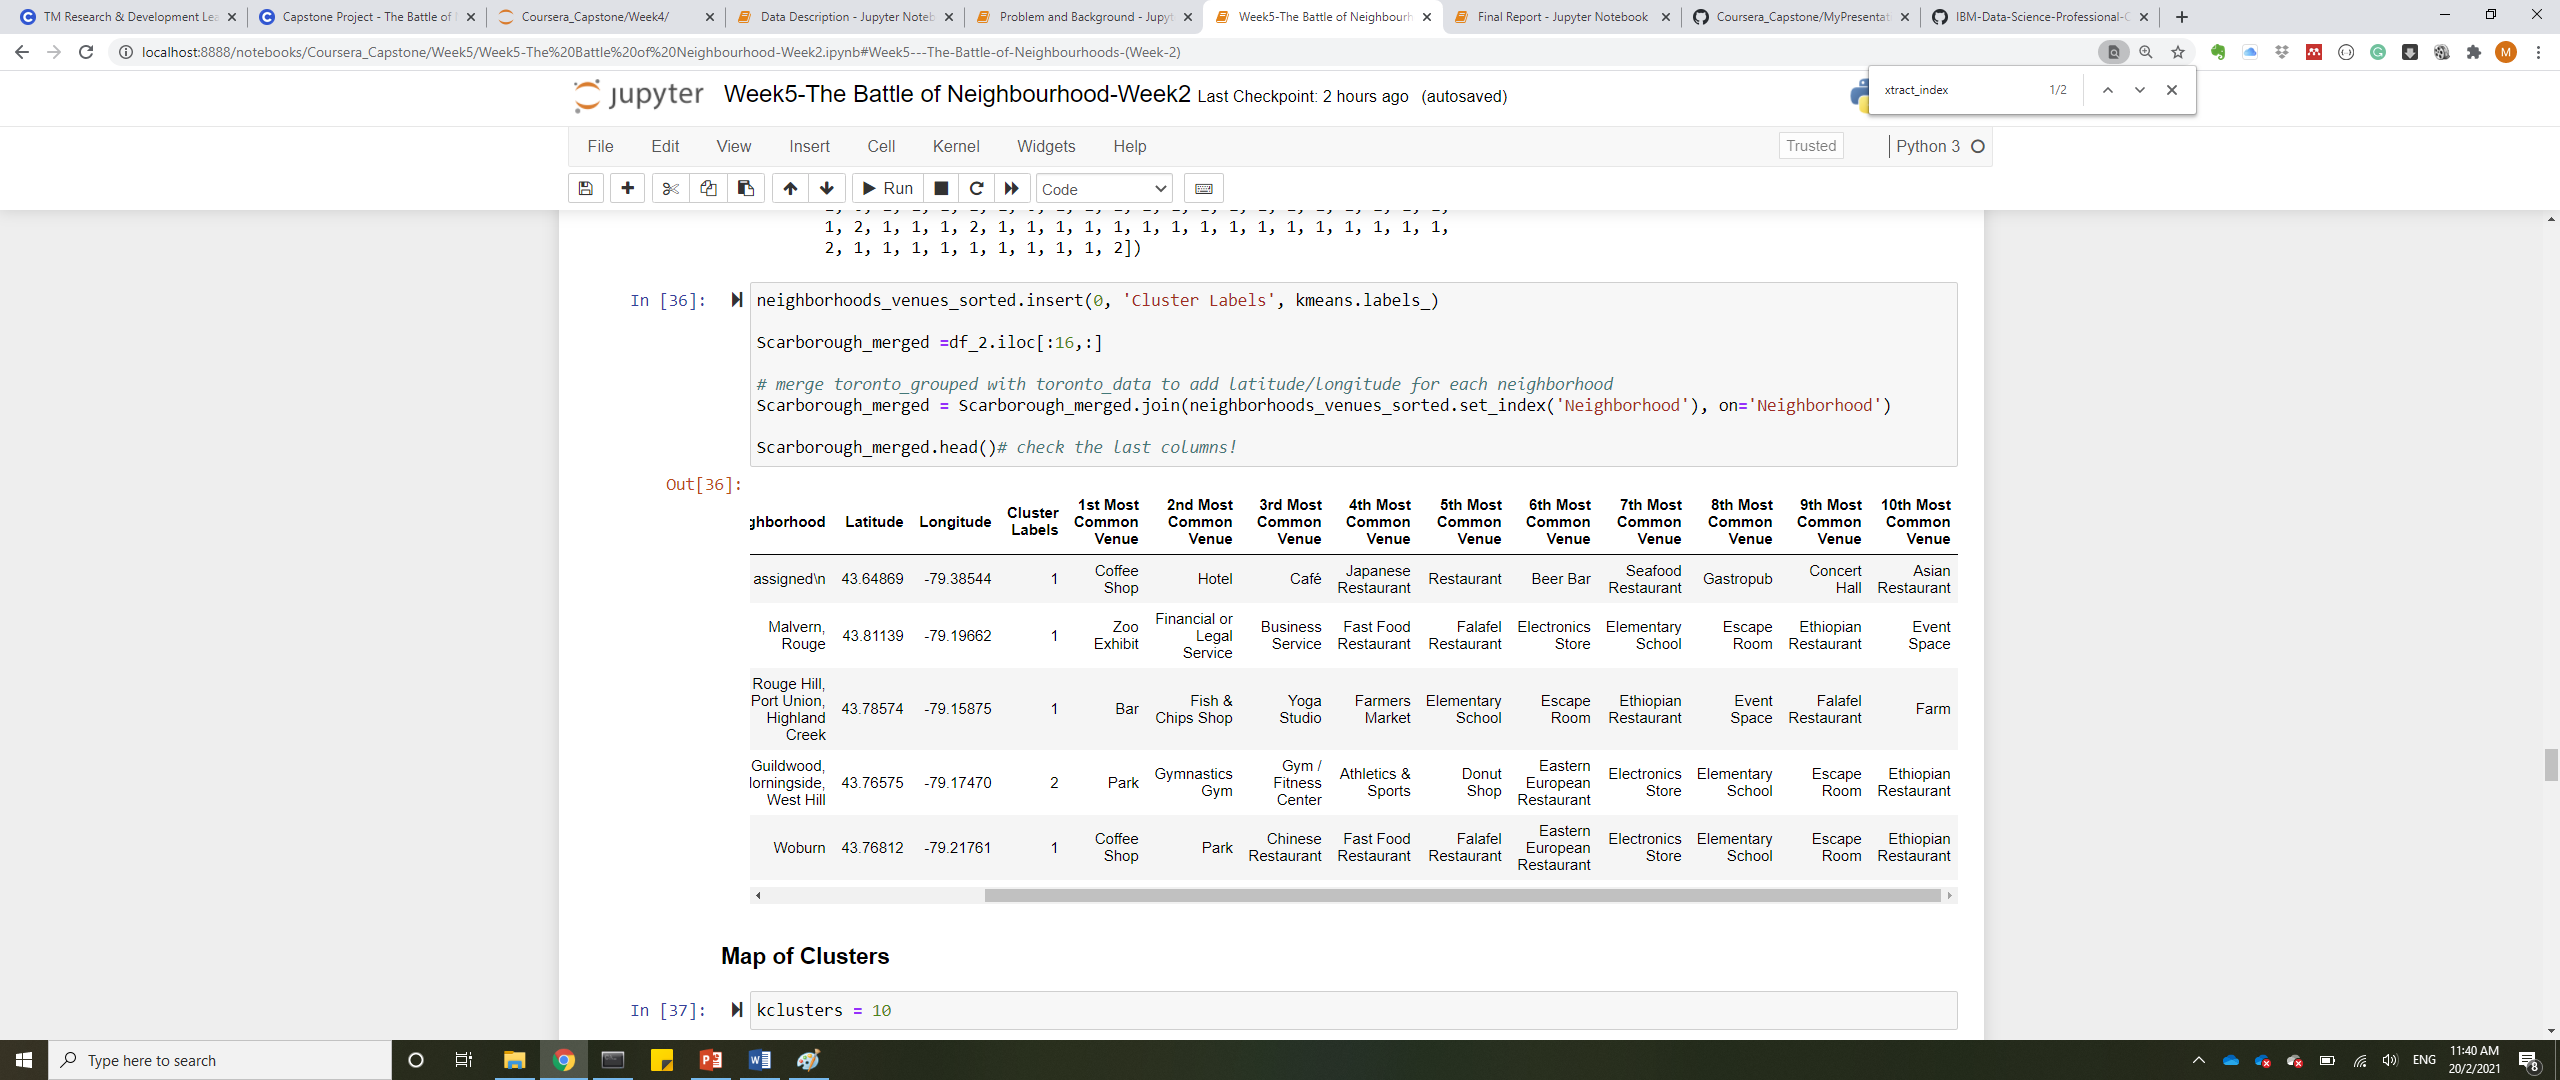 TM Research & Development Lea
Capstone Project - The Battle of
Coursera_Capstone/Week4/
Data Description - Jupyter Noteb
Problem and Background - Jupyt
Week5-The Battle of Neighbourh
Final Report - Jupyter Notebook
Coursera_Capstone/MyPresentat
IBM-Data-Science-Professional-C
localhost:8888/notebooks/Coursera_Capstone/Week5/Week5-The%20Battle%20of%20Neighbourhood-Week2.ipynb#Week5---The-Battle-of-Neighbourhoods-(Week-2)
M
xtract_index 1/2
jupyter Week5-The Battle of Neighbourhood-Week2 Last Checkpoint: 2 hours ago (autosaved)
File Edit View Insert Cell Kernel Widgets Help Trusted Python 3
Run Code
1, 2, 1, 1, 1, 2, 1, 1, 1, 1, 1, 1, 1, 1, 1, 1, 1, 1, 1, 1, 1, 1,
2, 1, 1, 1, 1, 1, 1, 1, 1, 1, 2])
In [36]: neighborhoods_venues_sorted.insert(0, 'Cluster Labels', kmeans.labels_)
Scarborough_merged =df_2.iloc[:16,:]
# merge toronto_grouped with toronto_data to add latitude/longitude for each neighborhood
Scarborough_merged = Scarborough_merged.join(neighborhoods_venues_sorted.set_index('Neighborhood'), on='Neighborhood')
Scarborough_merged.head()# check the last columns!
Out[36]:
ghborhood Latitude Longitude Cluster Labels 1st Most Common Venue 2nd Most Common Venue 3rd Most Common Venue 4th Most Common Venue 5th Most Common Venue 6th Most Common Venue 7th Most Common Venue 8th Most Common Venue 9th Most Common Venue 10th Most Common Venue
assigned\n 43.64869 -79.38544 1 Coffee Shop Hotel Café Japanese Restaurant Restaurant Beer Bar Seafood Restaurant Gastropub Concert Hall Asian Restaurant
Malvern, Rouge 43.81139 -79.19662 1 Zoo Exhibit Financial or Legal Service Business Service Fast Food Restaurant Falafel Restaurant Electronics Store Elementary School Escape Room Ethiopian Restaurant Event Space
Rouge Hill, Port Union, Highland Creek 43.78574 -79.15875 1 Bar Fish & Chips Shop Yoga Studio Farmers Market Elementary School Escape Room Ethiopian Restaurant Event Space Falafel Restaurant Farm
Guildwood, lorningside, West Hill 43.76575 -79.17470 2 Park Gymnastics Gym Gym / Fitness Center Athletics & Sports Donut Shop Eastern European Restaurant Electronics Store Elementary School Escape Room Ethiopian Restaurant
Woburn 43.76812 -79.21761 1 Coffee Shop Park Chinese Restaurant Fast Food Restaurant Falafel Restaurant Eastern European Restaurant Electronics Store Elementary School Escape Room Ethiopian Restaurant
Map of Clusters
In [37]: kclusters = 10
Type here to search
ENG
11:40 AM
20/2/2021
8